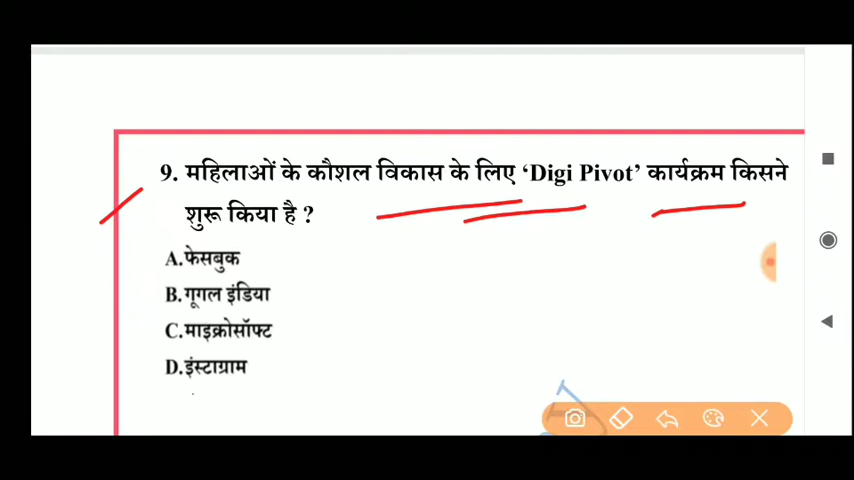 9. महिलाओं के कौशल विकास के लिए ‘Digi Pivot’ कार्यक्रम किसने
शुरू किया है ?
A.फेसबुक
B.गूगल इंडिया
C.माइक्रोसॉफ्ट
D.इंस्टाग्राम